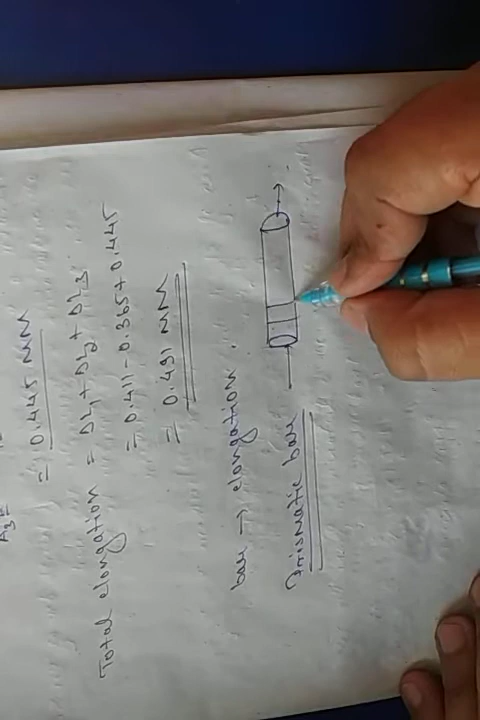 A₃E
= 0.445 MM
Total elongation = ΔL₁ + ΔL₂ + ΔL₃
= 0.411 - 0.365 + 0.445
= 0.491 MM
bar → elongation.
Prismatic bar